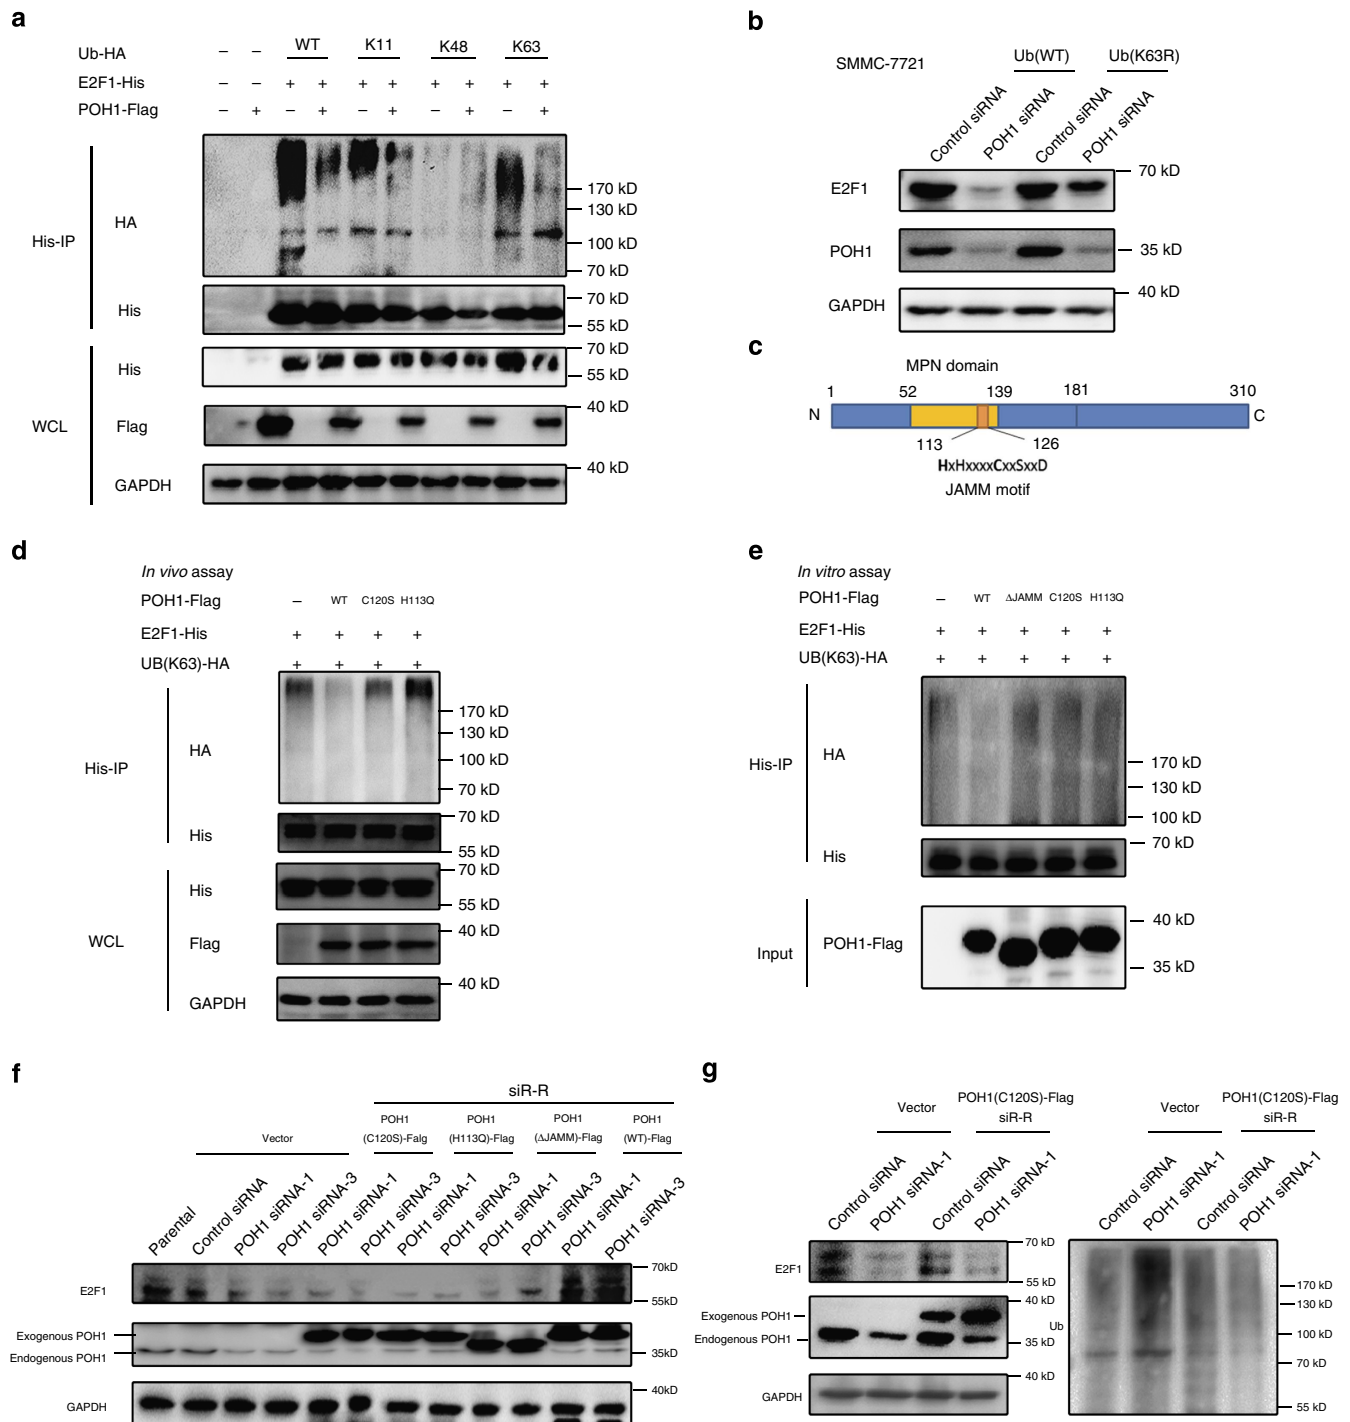 a
Ub-HA – – WT K11 K48 K63
E2F1-His – – + + + + + + + +
POH1-Flag – + – + – + – + – +
His-IP
HA
170 kD
130 kD
100 kD
70 kD
His
70 kD
55 kD
WCL
His
70 kD
55 kD
Flag
40 kD
GAPDH
40 kD
b
SMMC-7721
Ub(WT) Ub(K63R)
Control siRNA POH1 siRNA Control siRNA POH1 siRNA
E2F1
70 kD
POH1
35 kD
GAPDH
40 kD
c
MPN domain
1 52 139 181 310
N C
113 126
HxHxxxxCxxSxxD
JAMM motif
d
In vivo assay
POH1-Flag – WT C120S H113Q
E2F1-His + + + +
UB(K63)-HA + + + +
His-IP
HA
170 kD
130 kD
100 kD
70 kD
His
70 kD
55 kD
WCL
His
70 kD
55 kD
Flag
40 kD
GAPDH
40 kD
e
In vitro assay
POH1-Flag – WT ΔJAMM C120S H113Q
E2F1-His + + + + +
UB(K63)-HA + + + + +
His-IP
HA
170 kD
130 kD
100 kD
His
70 kD
Input
POH1-Flag
40 kD
35 kD
f
siR-R
Vector
POH1 (C120S)-Falg
POH1 (H113Q)-Flag
POH1 (ΔJAMM)-Flag
POH1 (WT)-Flag
Parental Control siRNA POH1 siRNA-1 POH1 siRNA-3 POH1 siRNA-1 POH1 siRNA-3 POH1 siRNA-1 POH1 siRNA-3 POH1 siRNA-1 POH1 siRNA-3 POH1 siRNA-1 POH1 siRNA-3
E2F1
70kD
55kD
Exogenous POH1
Endogenous POH1
35kD
GAPDH
40kD
g
Vector
POH1(C120S)-Flag
siR-R
Control siRNA POH1 siRNA-1 Control siRNA POH1 siRNA-1
E2F1
70 kD
55 kD
Exogenous POH1
Endogenous POH1
40 kD
35 kD
GAPDH
40 kD
Vector
POH1(C120S)-Flag
siR-R
Control siRNA POH1 siRNA-1 Control siRNA POH1 siRNA-1
Ub
170 kD
130 kD
100 kD
70 kD
55 kD